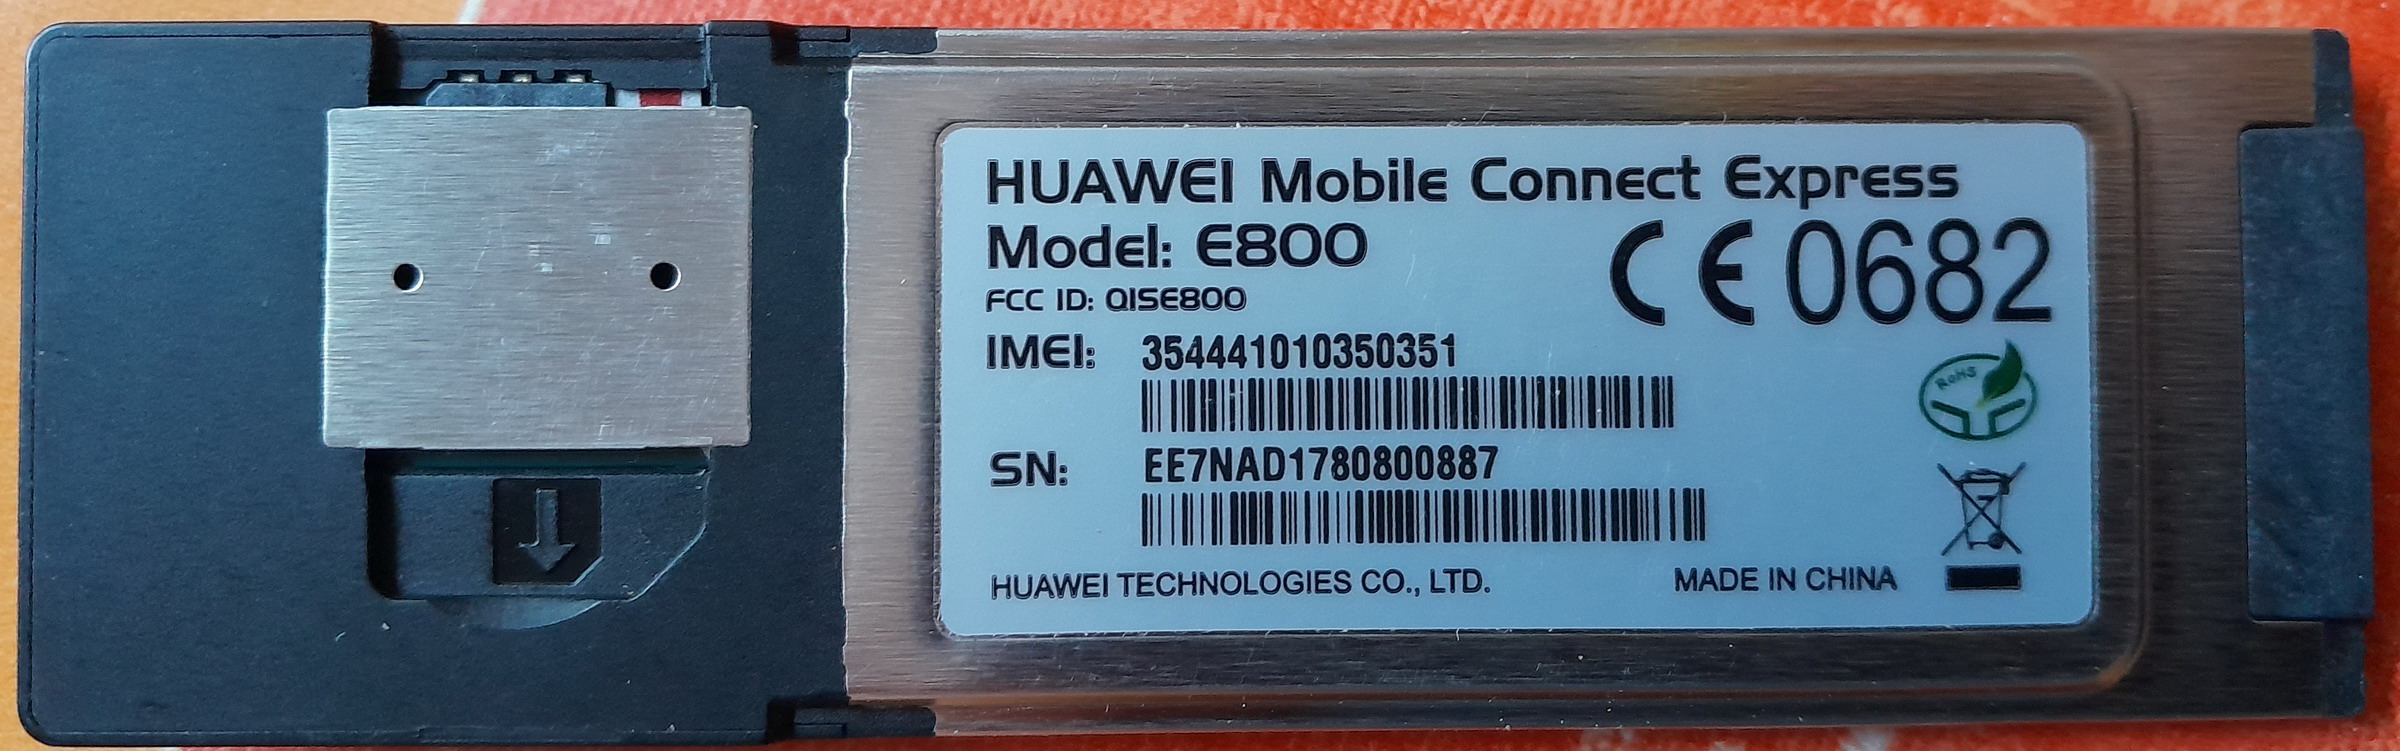 HUAWEI Mobile Connect Express
Model: E800
CE 0682
FCC ID: QISE800
IMEI: 354441010350351
RoHS
SN: EE7NAD1780800887
HUAWEI TECHNOLOGIES CO., LTD. MADE IN CHINA